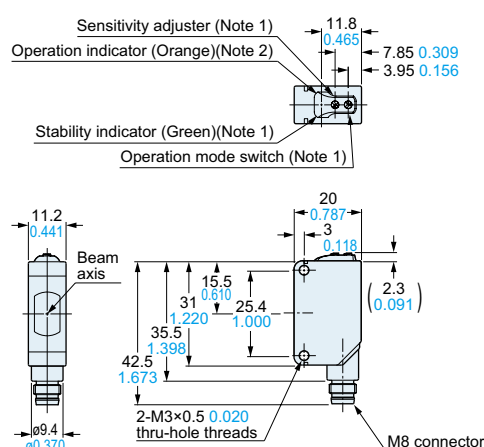 Sensitivity adjuster (Note 1)
11.8
0.465
Operation indicator (Orange)(Note 2)
7.85 0.309
3.95 0.156
Stability indicator (Green)(Note 1)
Operation mode switch (Note 1)
11.2
0.441
20
0.787
3
0.118
Beam
axis
15.5
0.610
2.3
(0.091)
31
1.220
25.4
1.000
35.5
1.398
42.5
1.673
2-M3×0.5 0.020
thru-hole threads
ø9.4
ø0.370
M8 connector